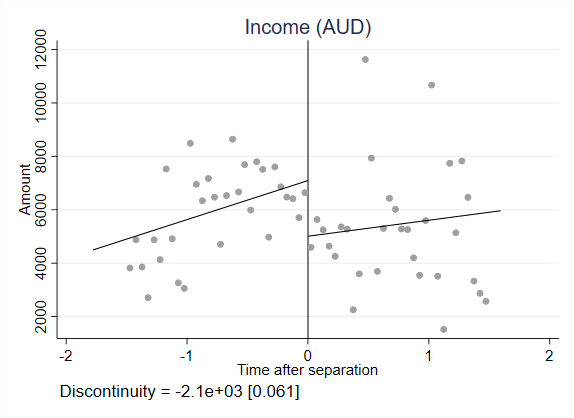 Income (AUD)
12000
10000
8000
6000
4000
2000
Amount
-2 -1 0 1 2
Time after separation
Discontinuity = -2.1e+03 [0.061]